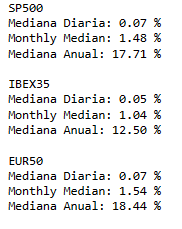 SP500
Mediana Diaria: 0.07 %
Monthly Median: 1.48 %
Mediana Anual: 17.71 %
IBEX35
Mediana Diaria: 0.05 %
Monthly Median: 1.04 %
Mediana Anual: 12.50 %
EUR50
Mediana Diaria: 0.07 %
Monthly Median: 1.54 %
Mediana Anual: 18.44 %